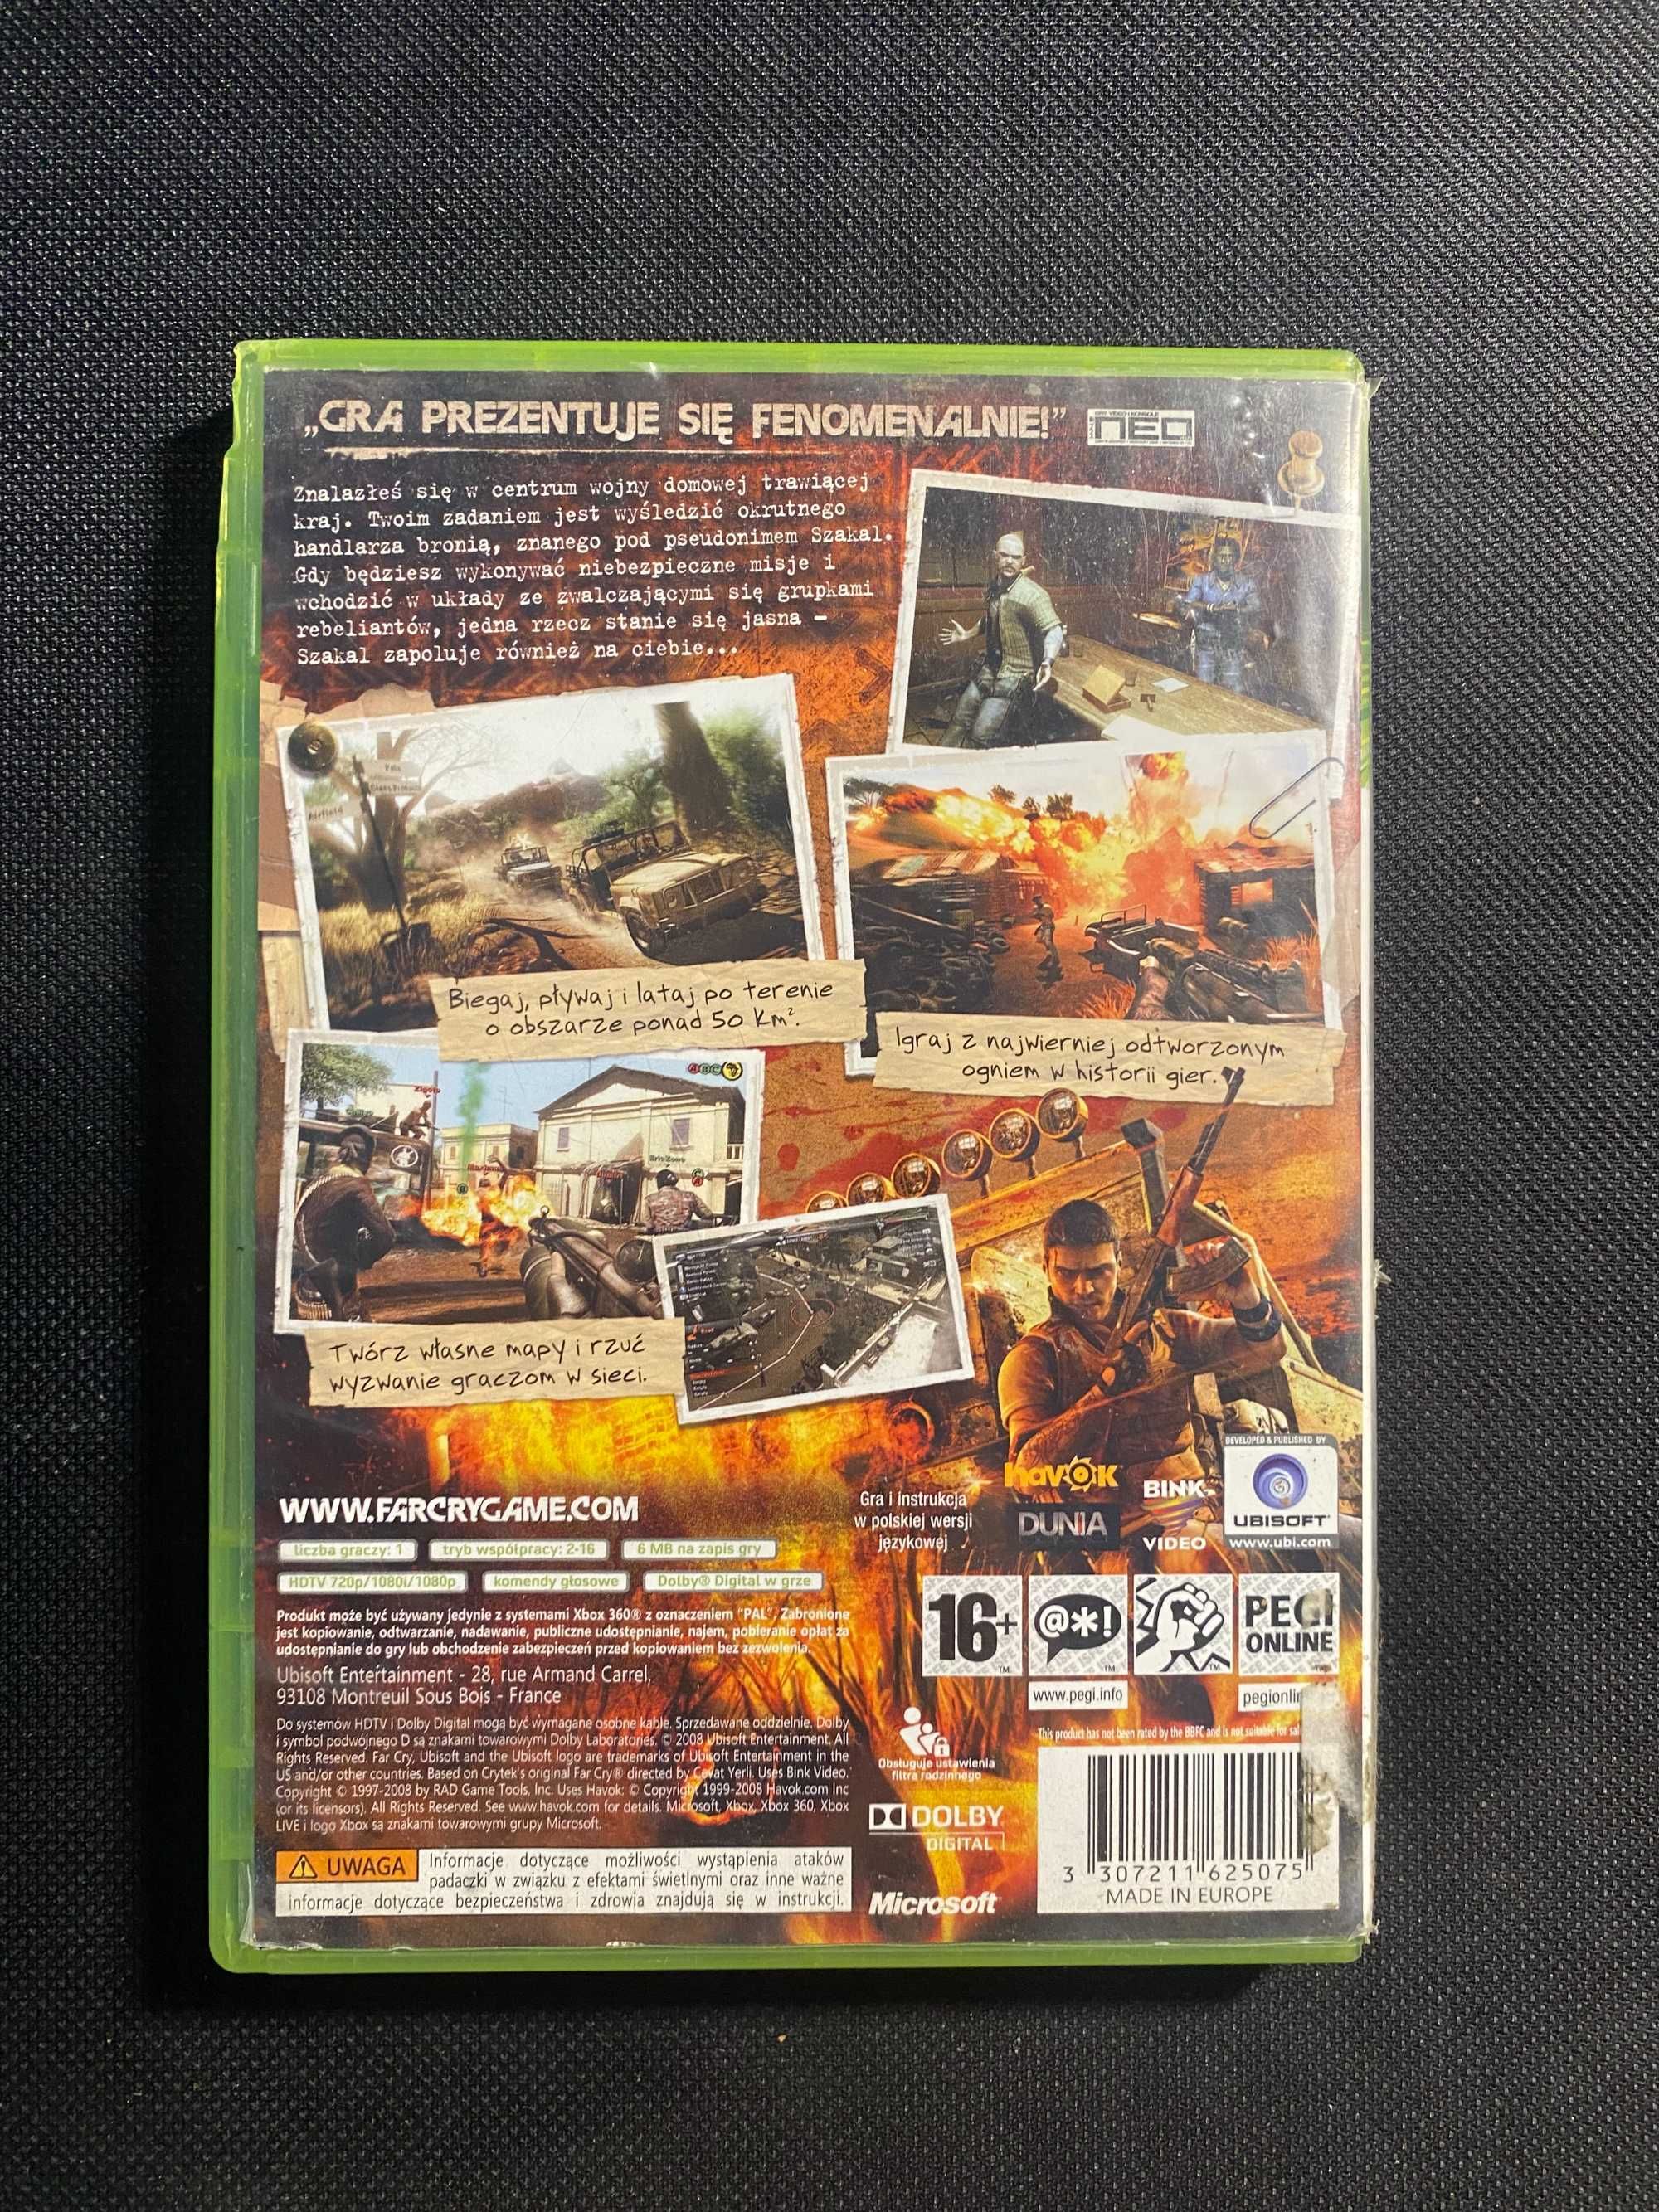 „GRA PREZENTUJE SIĘ FENOMENALNIE!”
NEO
Znalazłeś się w centrum wojny domowej trawiącej
kraj. Twoim zadaniem jest wyśledzić okrutnego
handlarza bronią, znanego pod pseudonimem Szakal.
Gdy będziesz wykonywać niebezpieczne misje i
wchodzić w układy ze zwalczającymi się grupkami
rebeliantów, jedna rzecz stanie się jasna –
Szakal zapoluje również na ciebie...
Airfield
Biegaj, pływaj i lataj po terenie
o obszarze ponad 50 km².
Igraj z najwierniej odtworzonym
ogniem w historii gier.
Twórz własne mapy i rzuć
wyzwanie graczom w sieci.
WWW.FARCRYGAME.COM
Gra i instrukcja
w polskiej wersji
językowej
havok
DUNIA
BINK
VIDEO
DEVELOPED & PUBLISHED BY
UBISOFT
www.ubi.com
liczba graczy: 1
tryb współpracy: 2-16
6 MB na zapis gry
HDTV 720p/1080i/1080p
komendy głosowe
Dolby® Digital w grze
Produkt może być używany jedynie z systemami Xbox 360® z oznaczeniem "PAL". Zabronione
jest kopiowanie, odtwarzanie, nadawanie, publiczne udostępnianie, najem, pobieranie opłat za
udostępnianie do gry lub obchodzenie zabezpieczeń przed kopiowaniem bez zezwolenia.
Ubisoft Entertainment - 28, rue Armand Carrel,
93108 Montreuil Sous Bois - France
Do systemów HDTV i Dolby Digital mogą być wymagane osobne kable. Sprzedawane oddzielnie. Dolby
i symbol podwójnego D są znakami towarowymi Dolby Laboratories. © 2008 Ubisoft Entertainment. All
Rights Reserved. Far Cry, Ubisoft and the Ubisoft logo are trademarks of Ubisoft Entertainment in the
US and/or other countries. Based on Crytek's original Far Cry® directed by Cevat Yerli. Uses Bink Video.
Copyright © 1997-2008 by RAD Game Tools, Inc. Uses Havok: © Copyright 1999-2008 Havok.com Inc
(or its licensors). All Rights Reserved. See www.havok.com for details. Microsoft, Xbox, Xbox 360, Xbox
LIVE i logo Xbox są znakami towarowymi grupy Microsoft.
UWAGA
Informacje dotyczące możliwości wystąpienia ataków
padaczki w związku z efektami świetlnymi oraz inne ważne
informacje dotyczące bezpieczeństwa i zdrowia znajdują się w instrukcji.
16+
@*!
PEGI
ONLINE
www.pegi.info
pegionlin
This product has not been rated by the BBFC and is not suitable for sal
Obsługuje ustawienia
filtra rodzinnego
DOLBY
DIGITAL
Microsoft
3 307211 625075
MADE IN EUROPE